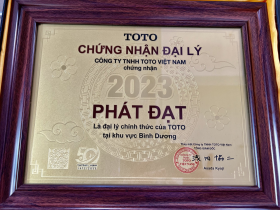 TOTO
CHỨNG NHẬN ĐẠI LÝ
CÔNG TY TNHH TOTO VIỆT NAM
chứng nhận
2023
PHÁT ĐẠT
Là đại lý chính thức của TOTO
tại khu vực Bình Dương